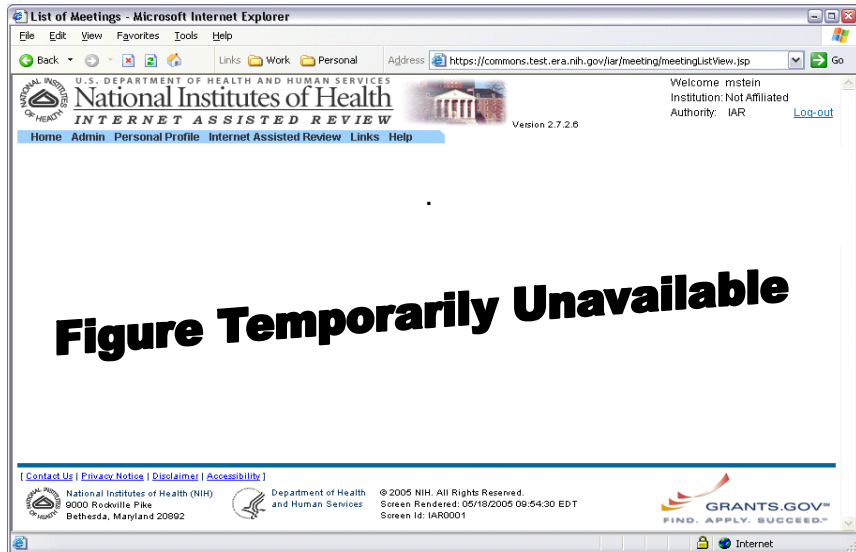 List of Meetings - Microsoft Internet Explorer
File Edit View Favorites Tools Help
Back Links Work Personal Address https://commons.test.era.nih.gov/iar/meeting/meetingListView.jsp Go
U.S. DEPARTMENT OF HEALTH AND HUMAN SERVICES
National Institutes of Health
INTERNET ASSISTED REVIEW
Version 2.7.2.6
Welcome mstein
Institution: Not Affiliated
Authority: IAR Log-out
Home Admin Personal Profile Internet Assisted Review Links Help
.
Figure Temporarily Unavailable
[ Contact Us | Privacy Notice | Disclaimer | Accessibility ]
National Institutes of Health (NIH)
9000 Rockville Pike
Bethesda, Maryland 20892
Department of Health
and Human Services
© 2005 NIH. All Rights Reserved.
Screen Rendered: 05/18/2005 09:54:30 EDT
Screen Id: IAR0001
GRANTS.GOV℠
FIND. APPLY. SUCCEED.℠
Internet